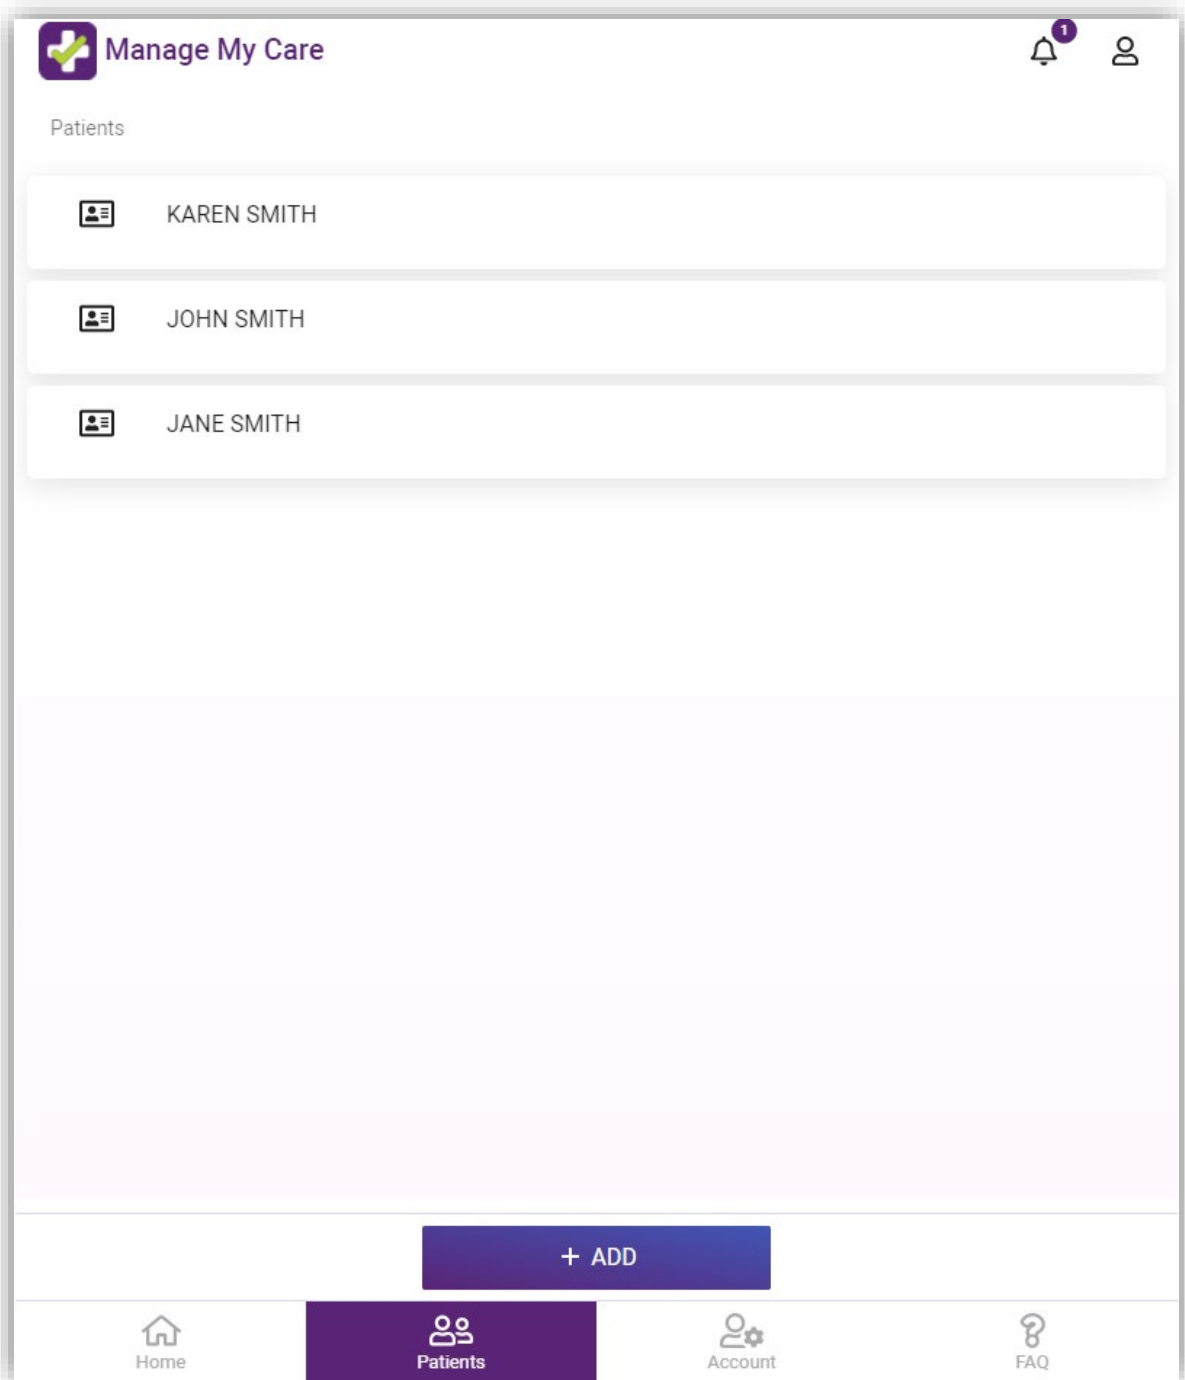 Manage My Care
1
Patients
KAREN SMITH
JOHN SMITH
JANE SMITH
+ ADD
Home
Patients
Account
FAQ